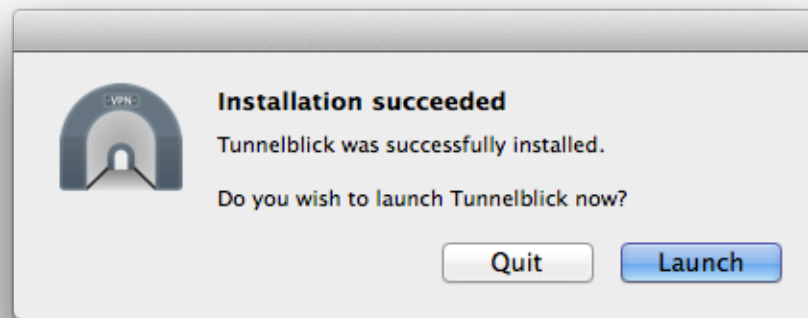 VPN
Installation succeeded
Tunnelblick was successfully installed.
Do you wish to launch Tunnelblick now?
Quit
Launch